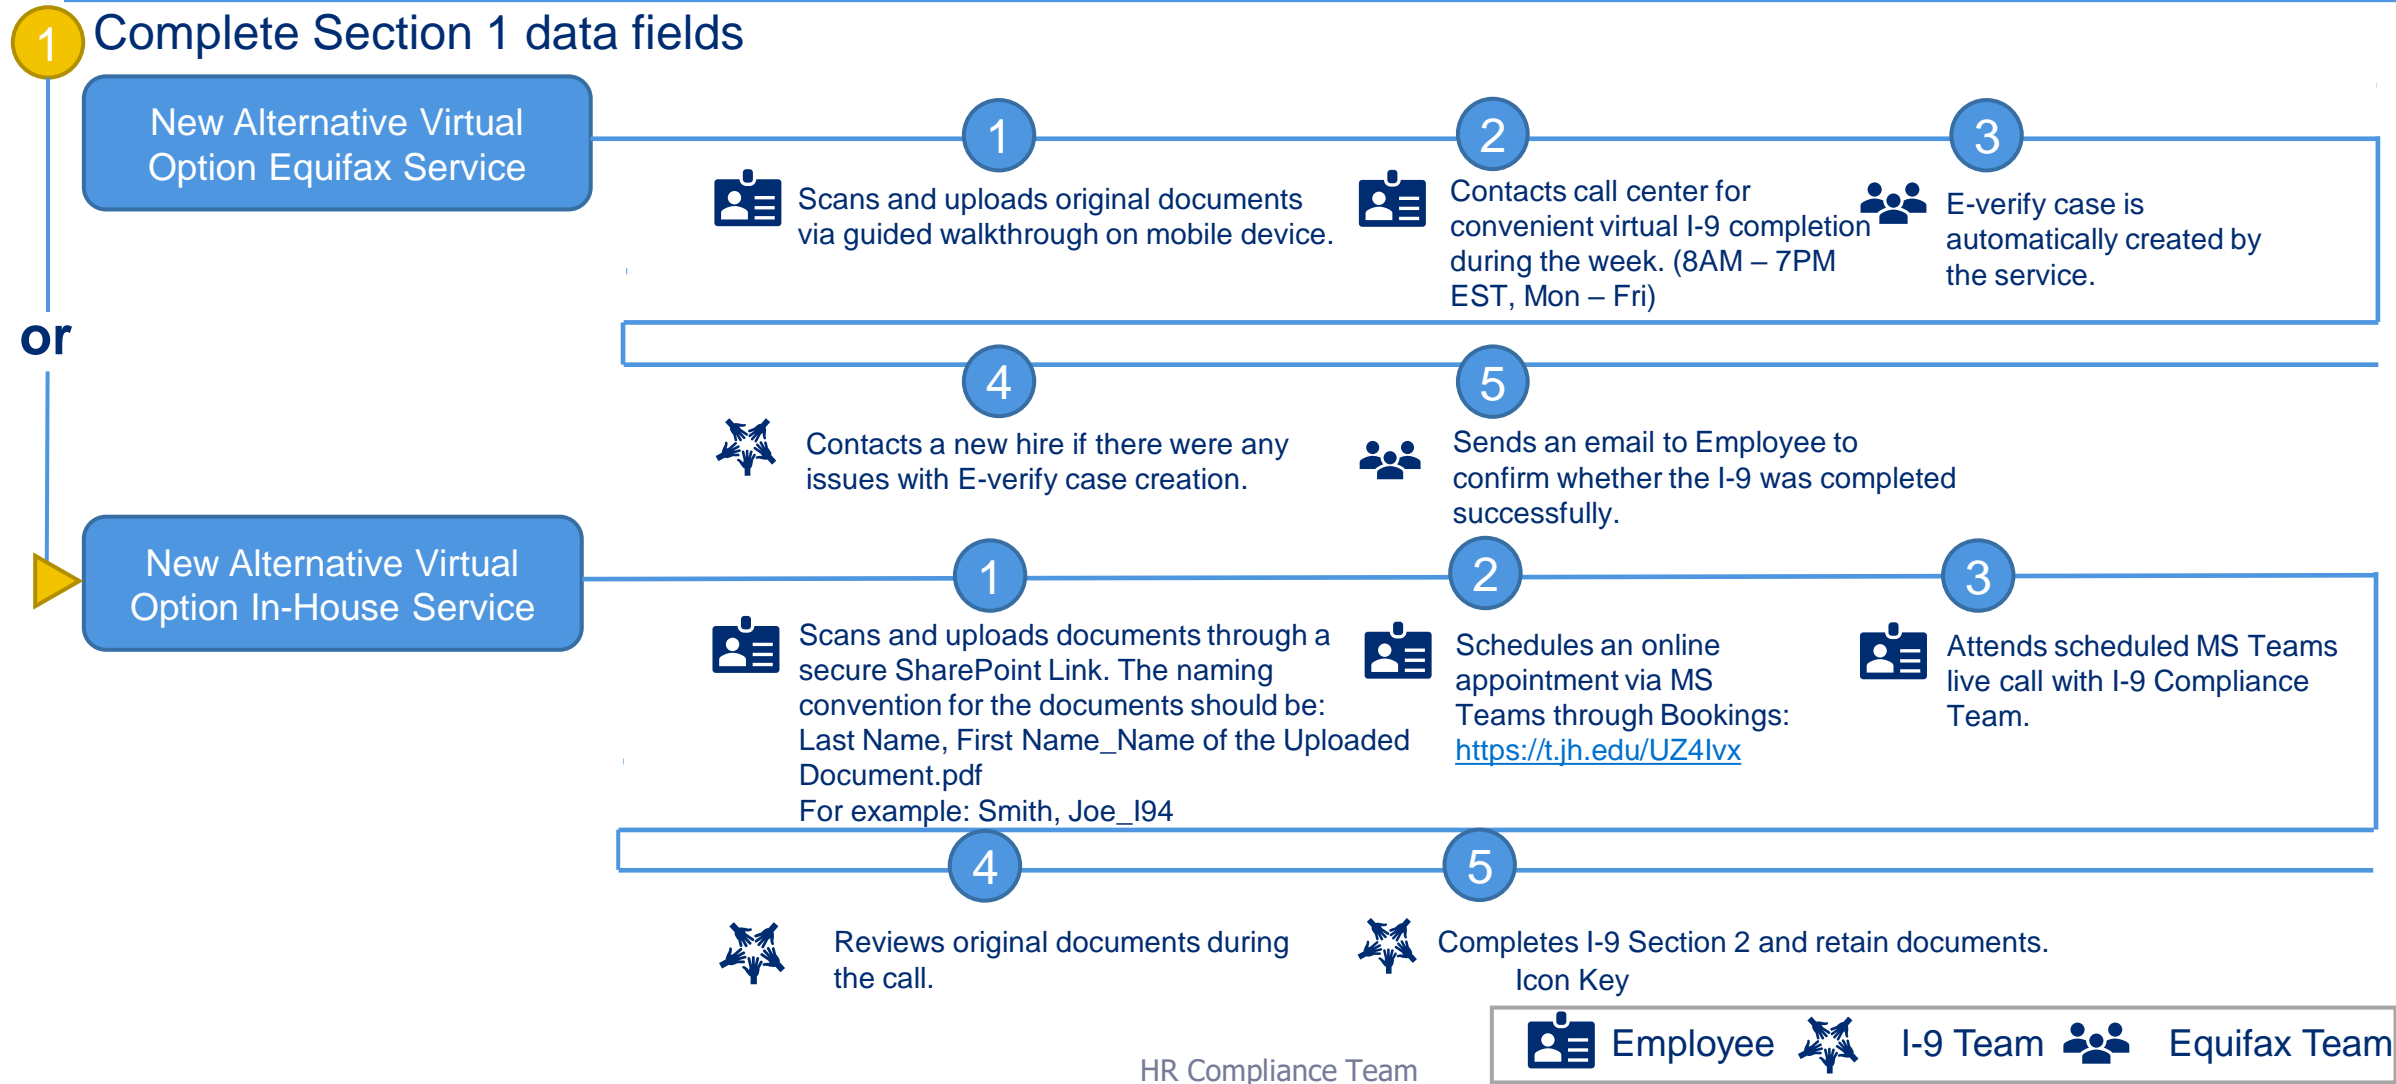 1 Complete Section 1 data fields
New Alternative Virtual
Option Equifax Service
1
Scans and uploads original documents
via guided walkthrough on mobile device.
2
Contacts call center for
convenient virtual I-9 completion
during the week. (8AM – 7PM
EST, Mon – Fri)
3
E-verify case is
automatically created by
the service.
or
4
Contacts a new hire if there were any
issues with E-verify case creation.
5
Sends an email to Employee to
confirm whether the I-9 was completed
successfully.
New Alternative Virtual
Option In-House Service
1
Scans and uploads documents through a
secure SharePoint Link. The naming
convention for the documents should be:
Last Name, First Name_Name of the Uploaded
Document.pdf
For example: Smith, Joe_I94
2
Schedules an online
appointment via MS
Teams through Bookings:
https://t.jh.edu/UZ4Ivx
3
Attends scheduled MS Teams
live call with I-9 Compliance
Team.
4
Reviews original documents during
the call.
5
Completes I-9 Section 2 and retain documents.
Icon Key
Employee I-9 Team Equifax Team
HR Compliance Team